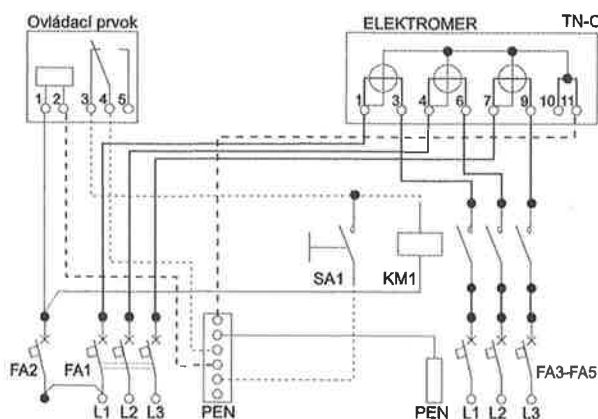 Ovládací prvok
ELEKTROMER
TN-C
1 2 3 4 5
1 3 4 6 7 9 10 11
SA1
KM1
FA2
FA1
FA3-FA5
L1 L2 L3
PEN
PEN
L1 L2 L3